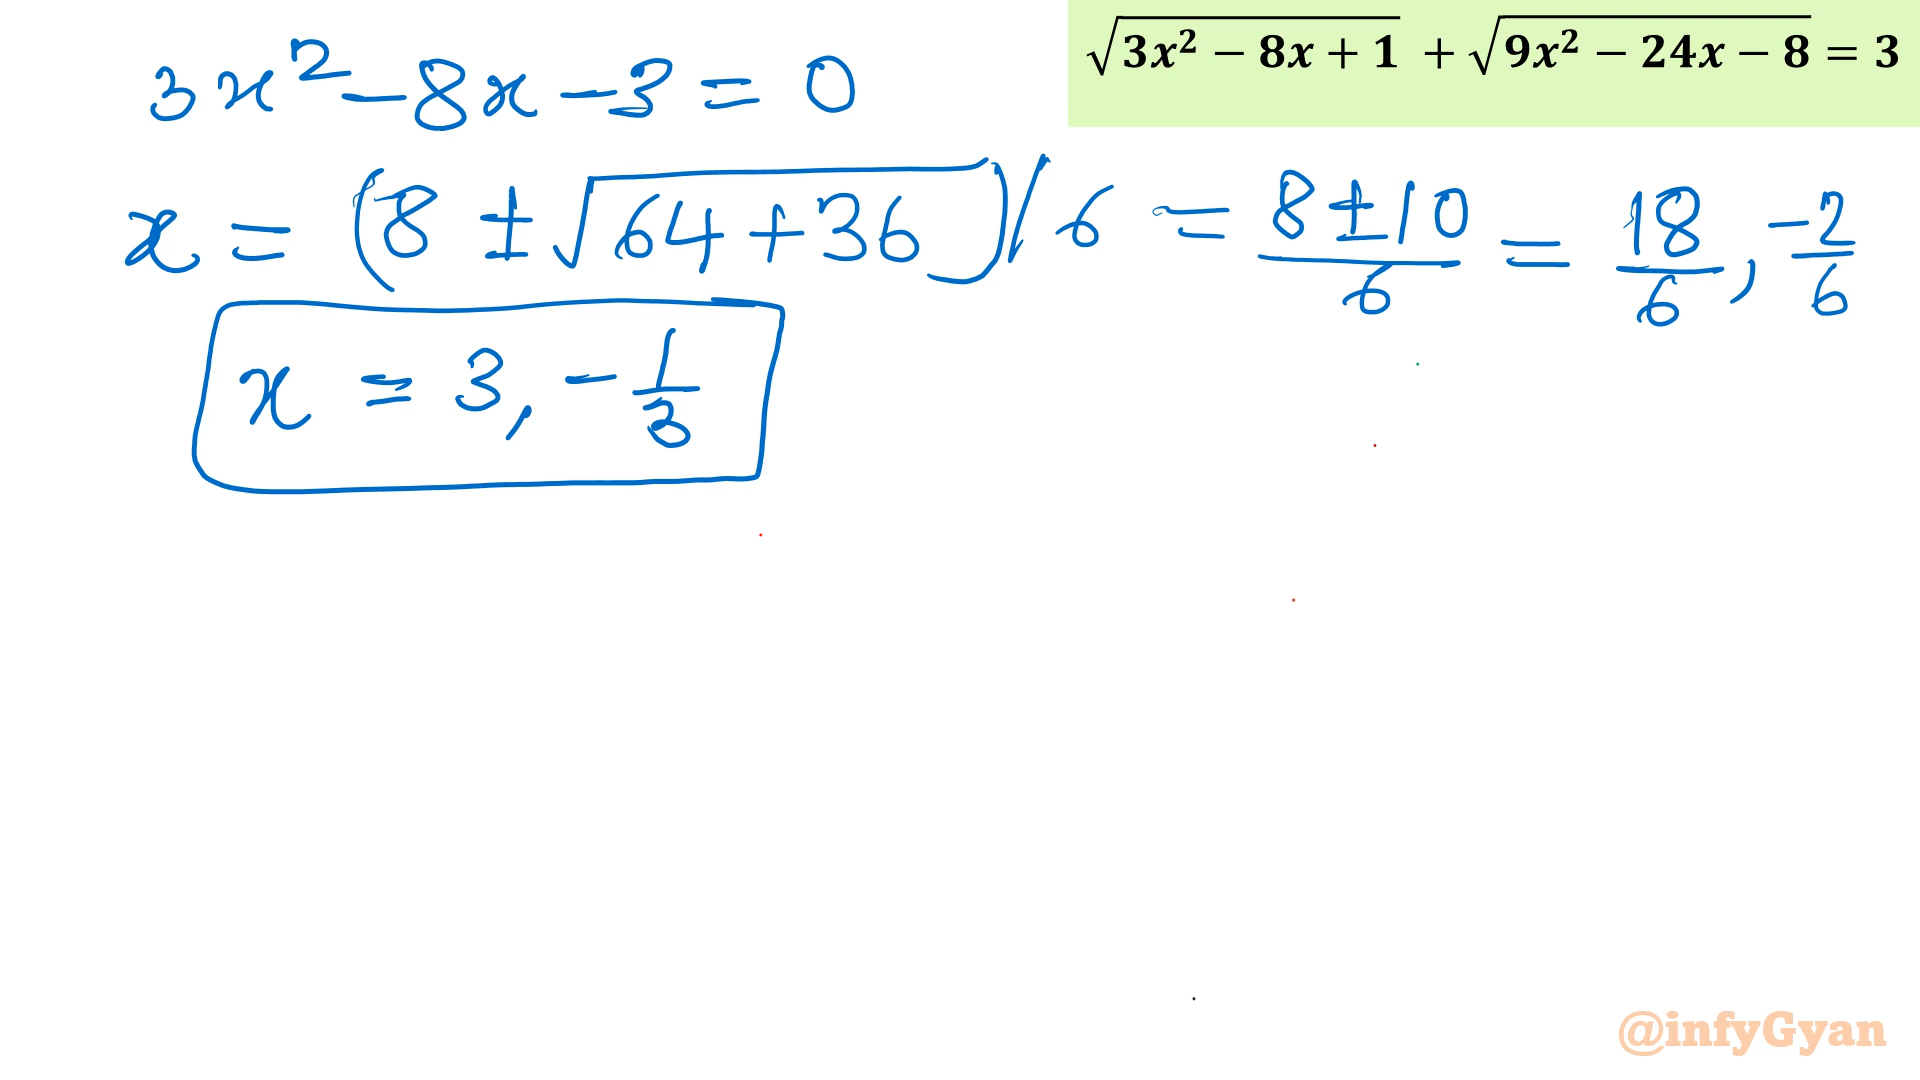 √(3x² − 8x + 1) + √(9x² − 24x − 8) = 3
3x² − 8x − 3 = 0
x = (8 ± √(64 + 36))/6 = (8 ± 10)/6 = 18/6, −2/6
x = 3, −1/3
@infyGyan